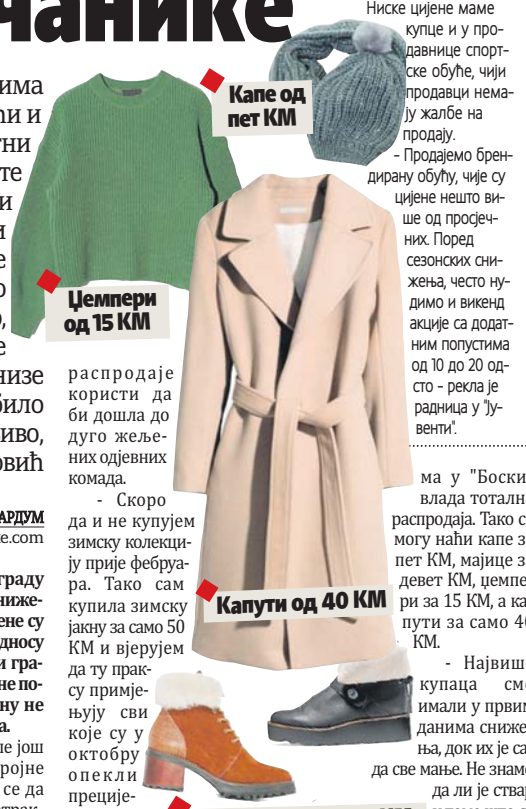 чанике
Капе од
пет КМ
Џемпери
од 15 КМ
Капути од 40 КМ
распродаје
користи да
би дошла до
дуго жеље-
них одјевних
комада.
- Скоро
да и не купујем
зимску колекци-
ју прије фебруа-
ра. Тако сам
купила зимску
јакну за само 50
КМ и вјерујем
да ту прак-
су примје-
њују сви
које су у
октобру
опекли
преције-
Ниске цијене маме
купце и у про-
давнице спорт-
ске обуће, чији
продавци нема-
ју жалбе на
продају.
- Продајемо брен-
дирану обућу, чије су
цијене нешто ви-
ше од просјеч-
них. Поред
сезонских сни-
жења, често ну-
димо и викенд
акције са додат-
ним попустима
од 10 до 20 од-
сто - рекла је
радница у "Ју-
венти".
ма у "Боски
влада тотална
распродаја. Тако с
могу наћи капе з
пет КМ, мајице з
девет КМ, џемпе
ри за 15 КМ, а ка
пути за само 40
КМ.
- Највиш
купаца смо
имали у првим
данима сниже
ња, док их је са
да све мање. Не знам
да ли је ствар